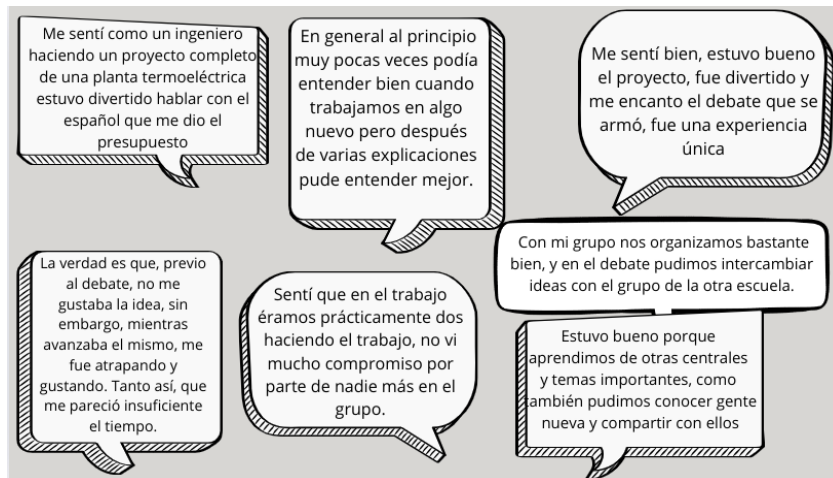 Me sentí como un ingeniero
haciendo un proyecto completo
de una planta termoeléctrica
estuvo divertido hablar con el
español que me dio el
presupuesto
En general al principio
muy pocas veces podía
entender bien cuando
trabajamos en algo
nuevo pero después
de varias explicaciones
pude entender mejor.
Me sentí bien, estuvo bueno
el proyecto, fue divertido y
me encanto el debate que se
armó, fue una experiencia
única
La verdad es que, previo
al debate, no me
gustaba la idea, sin
embargo, mientras
avanzaba el mismo, me
fue atrapando y
gustando. Tanto así, que
me pareció insuficiente
el tiempo.
Sentí que en el trabajo
éramos prácticamente dos
haciendo el trabajo, no vi
mucho compromiso por
parte de nadie más en el
grupo.
Con mi grupo nos organizamos bastante
bien, y en el debate pudimos intercambiar
ideas con el grupo de la otra escuela.
Estuvo bueno porque
aprendimos de otras centrales
y temas importantes, como
también pudimos conocer gente
nueva y compartir con ellos